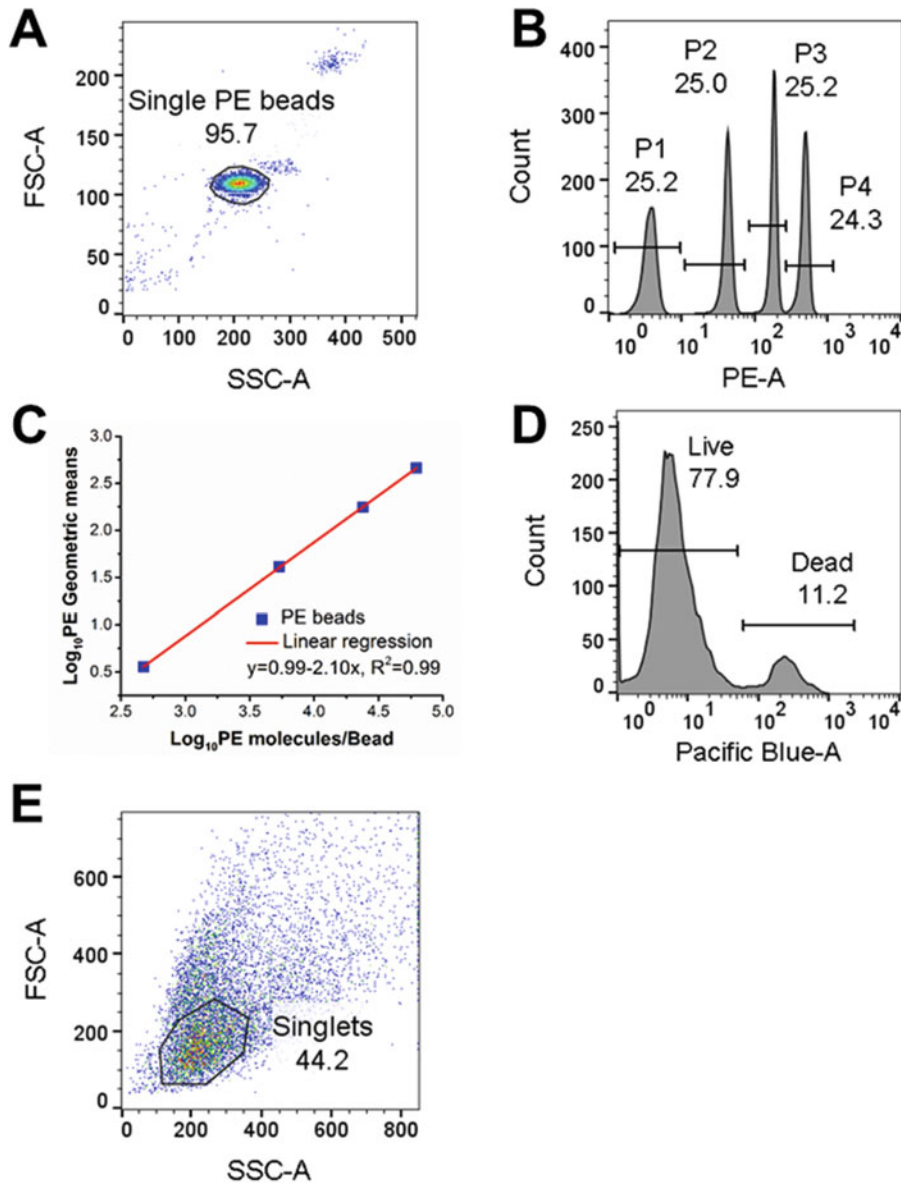 A
FSC-A
200
150
100
50
0
Single PE beads
95.7
0 100 200 300 400 500
SSC-A
B
Count
400
300
200
100
0
P1
25.2
P2
25.0
P3
25.2
P4
24.3
10^0 10^1 10^2 10^3 10^4
PE-A
C
Log₁₀PE Geometric means
3.0
2.5
2.0
1.5
1.0
0.5
PE beads
Linear regression
y=0.99-2.10x, R²=0.99
2.5 3.0 3.5 4.0 4.5 5.0
Log₁₀PE molecules/Bead
D
Count
250
200
150
100
50
0
Live
77.9
Dead
11.2
10^0 10^1 10^2 10^3 10^4
Pacific Blue-A
E
FSC-A
600
400
200
0
Singlets
44.2
0 200 400 600 800
SSC-A